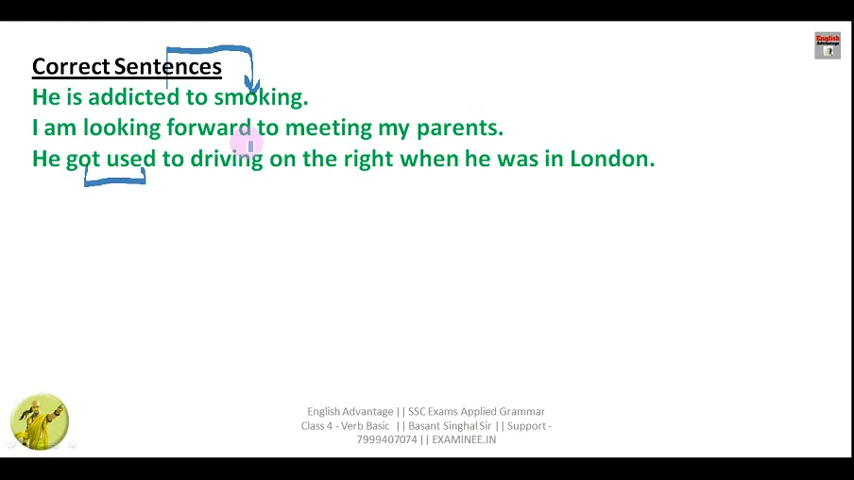 English
Advantage
Correct Sentences
He is addicted to smoking.
I am looking forward to meeting my parents.
He got used to driving on the right when he was in London.
English Advantage || SSC Exams Applied Grammar
Class 4 - Verb Basic || Basant Singhal Sir || Support -
7999407074 || EXAMINEE.IN